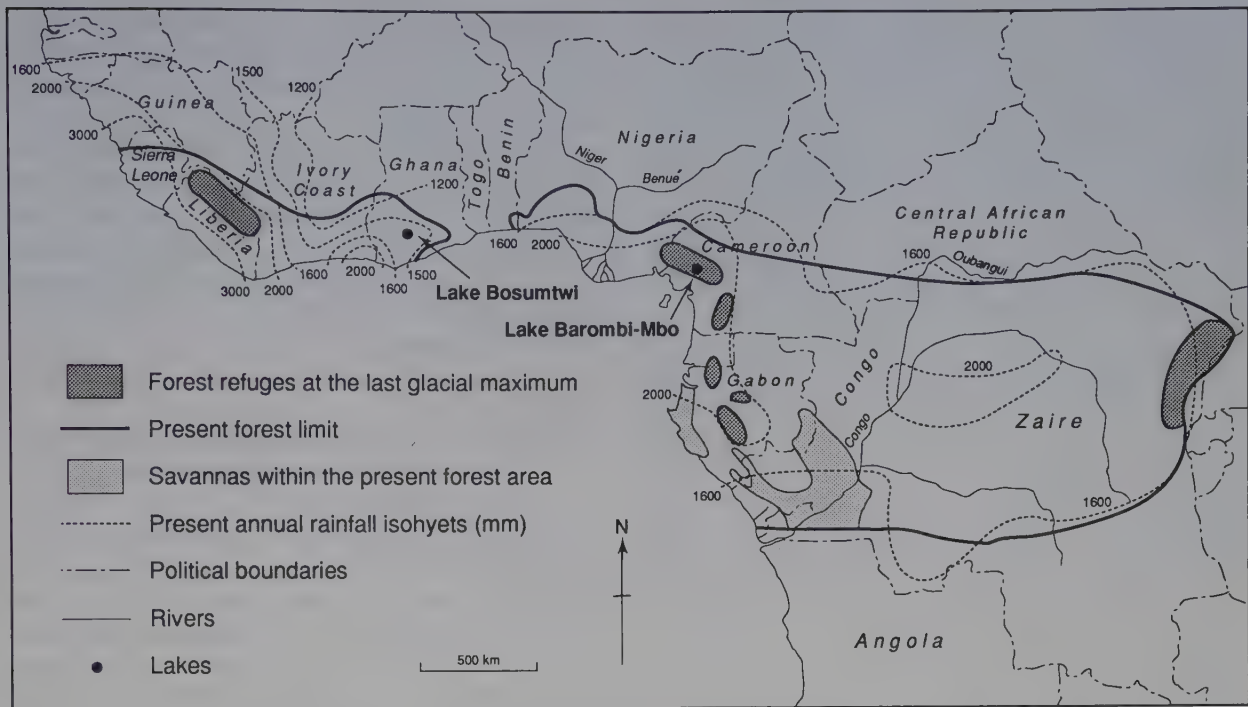 1600
1500
1200
2000
Guinea
3000
Sierra
Leone
Liberia
Ivory
Coast
Ghana
1200
Togo
Benin
Niger
Nigeria
Benué
Central African
Republic
Cameroon
1600
Oubangui
3000
2000
1600
2000
1600
1500
1600
2000
Lake Bosumtwi
Lake Barombi-Mbo
Gabon
2000
Congo
Congo
2000
Zaire
1600
1600
Angola
Forest refuges at the last glacial maximum
Present forest limit
Savannas within the present forest area
Present annual rainfall isohyets (mm)
Political boundaries
Rivers
Lakes
N
500 km